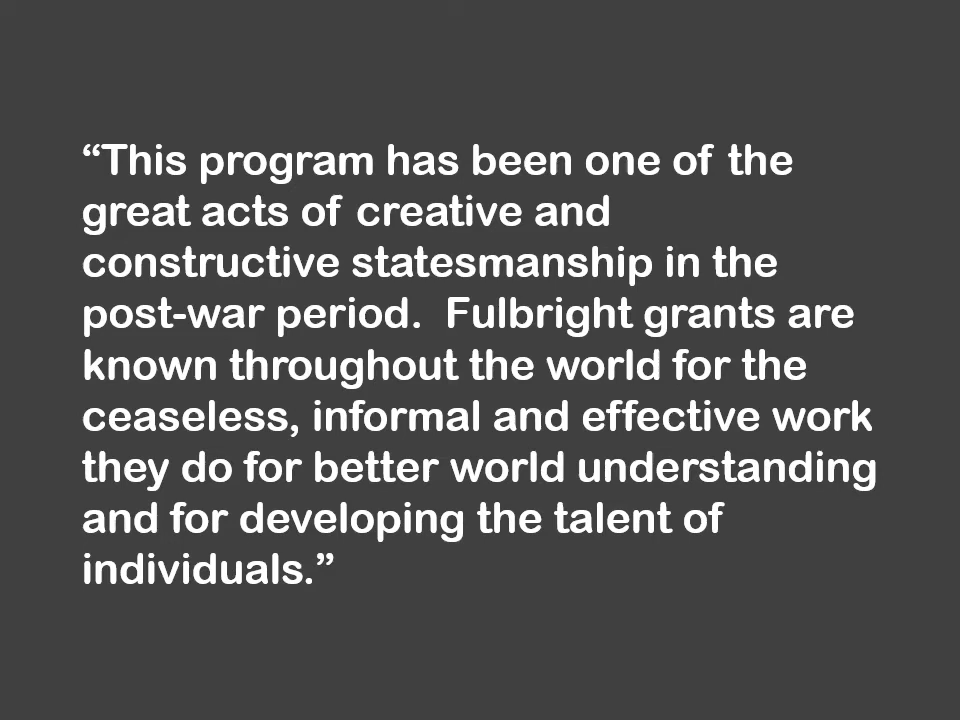 “This program has been one of the
great acts of creative and
constructive statesmanship in the
post-war period.  Fulbright grants are
known throughout the world for the
ceaseless, informal and effective work
they do for better world understanding
and for developing the talent of
individuals.”